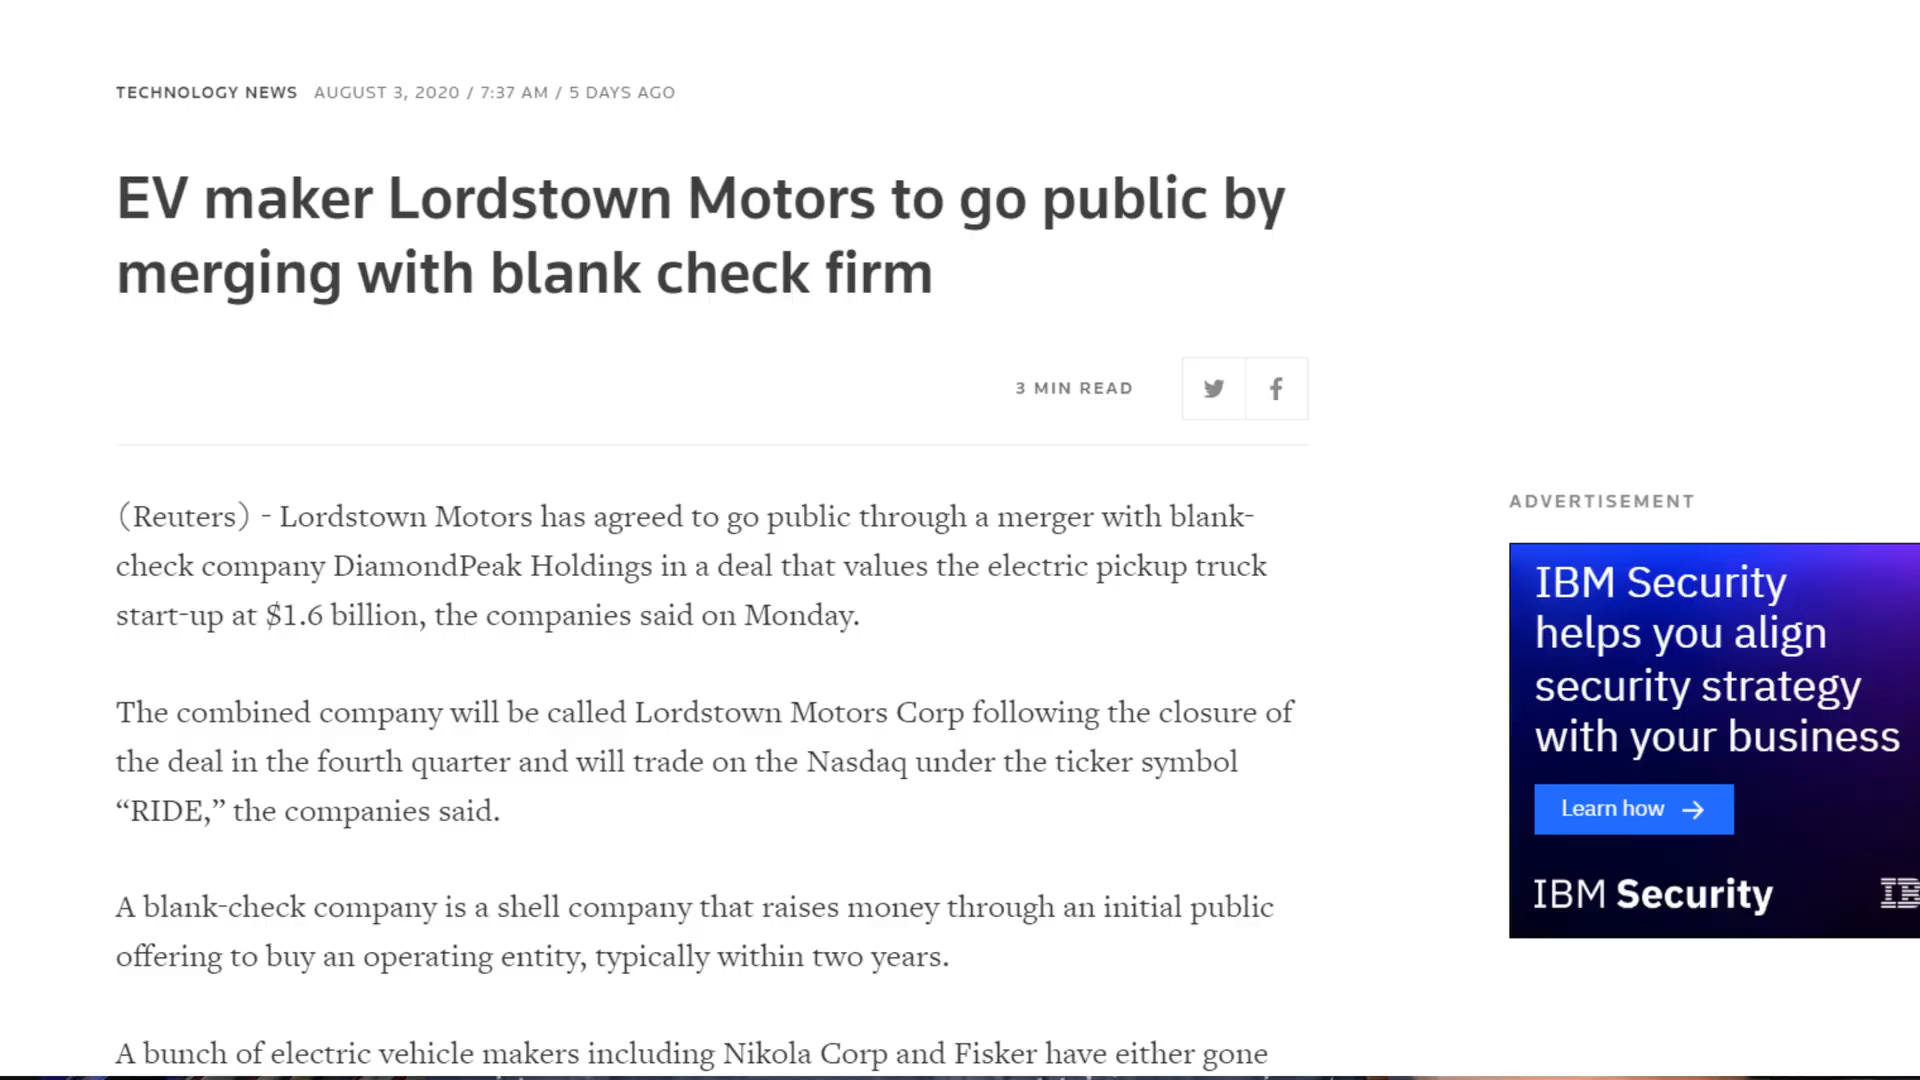 TECHNOLOGY NEWS AUGUST 3, 2020 / 7:37 AM / 5 DAYS AGO
EV maker Lordstown Motors to go public by
merging with blank check firm
3 MIN READ
(Reuters) - Lordstown Motors has agreed to go public through a merger with blank-
check company DiamondPeak Holdings in a deal that values the electric pickup truck
start-up at $1.6 billion, the companies said on Monday.
The combined company will be called Lordstown Motors Corp following the closure of
the deal in the fourth quarter and will trade on the Nasdaq under the ticker symbol
“RIDE,” the companies said.
A blank-check company is a shell company that raises money through an initial public
offering to buy an operating entity, typically within two years.
A bunch of electric vehicle makers including Nikola Corp and Fisker have either gone
ADVERTISEMENT
IBM Security
helps you align
security strategy
with your business
Learn how →
IBM Security